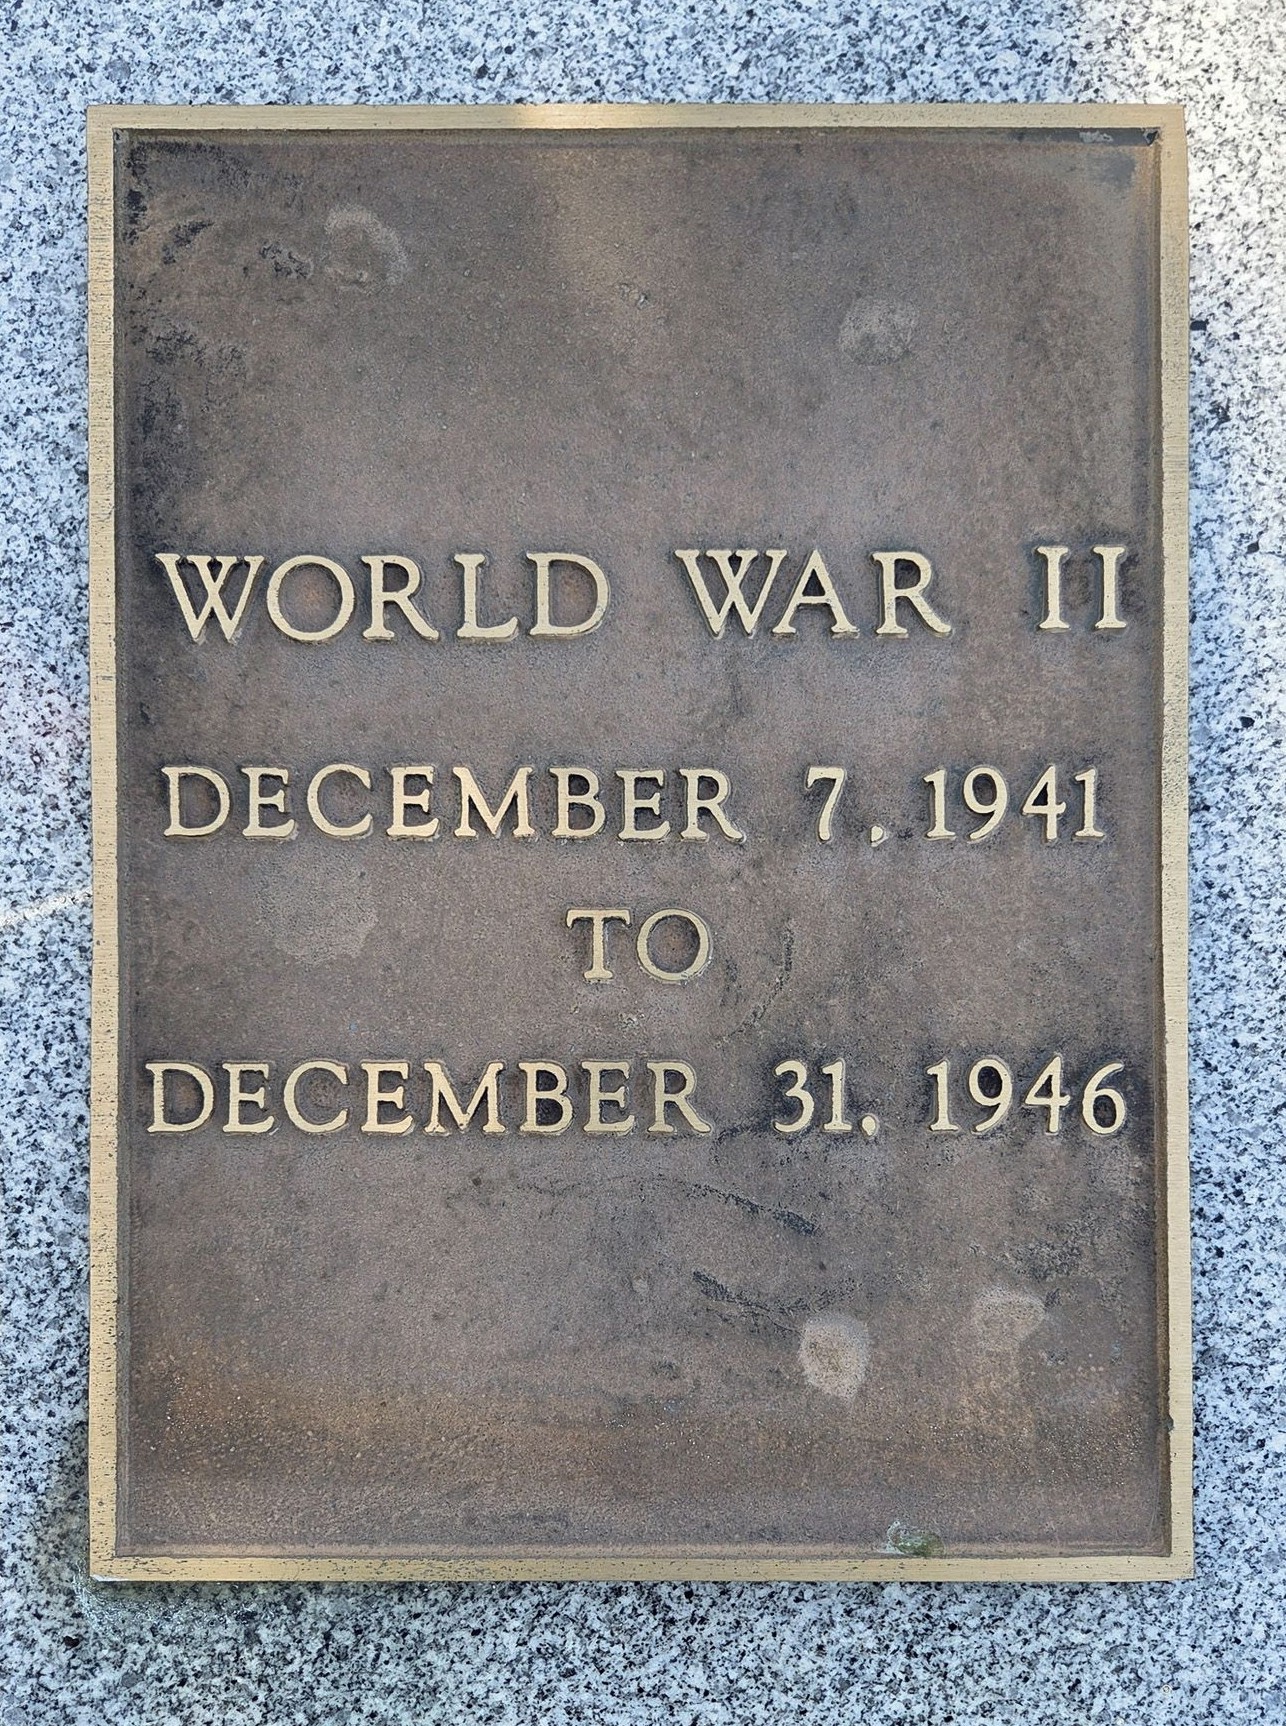 WORLD WAR II
DECEMBER 7, 1941
TO
DECEMBER 31, 1946